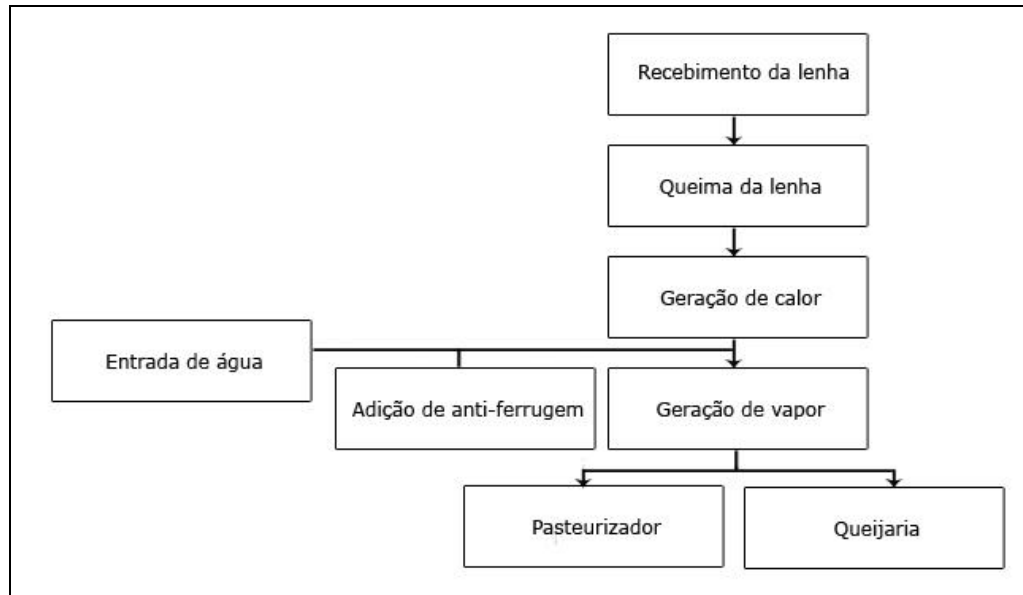 Recebimento da lenha
Queima da lenha
Geração de calor
Entrada de água
Adição de anti-ferrugem
Geração de vapor
Pasteurizador
Queijaria